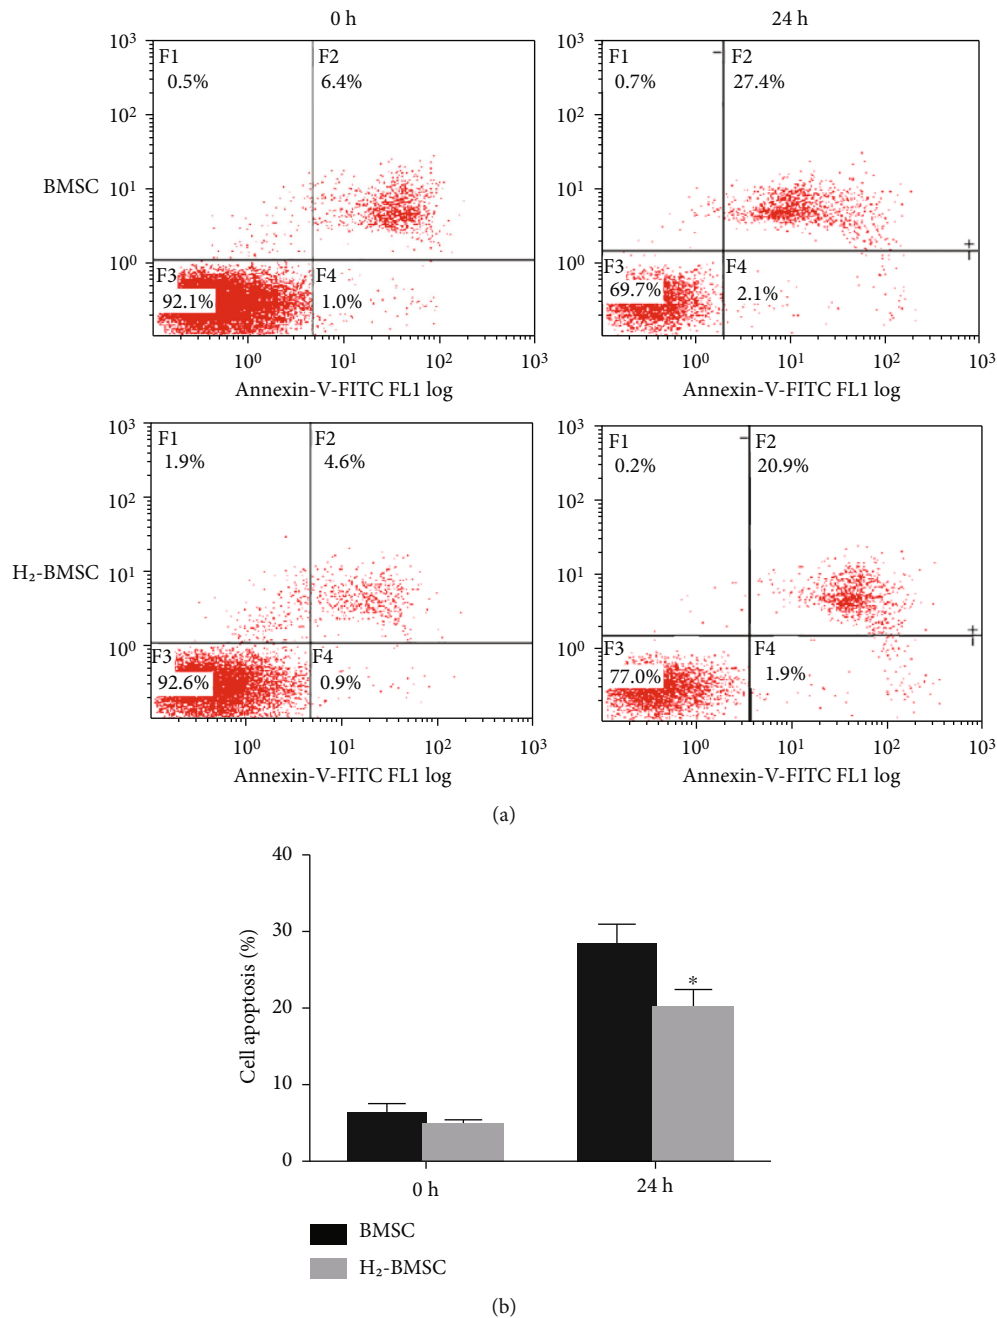 0 h
24 h
BMSC
10³
10²
10¹
10⁰
F1
0.5%
F2
6.4%
F3
92.1%
F4
1.0%
10⁰ 10¹ 10² 10³
Annexin-V-FITC FL1 log
10³
10²
10¹
10⁰
F1
0.7%
F2
27.4%
F3
69.7%
F4
2.1%
10⁰ 10¹ 10² 10³
Annexin-V-FITC FL1 log
H₂-BMSC
10³
10²
10¹
10⁰
F1
1.9%
F2
4.6%
F3
92.6%
F4
0.9%
10⁰ 10¹ 10² 10³
Annexin-V-FITC FL1 log
10³
10²
10¹
10⁰
F1
0.2%
F2
20.9%
F3
77.0%
F4
1.9%
10⁰ 10¹ 10² 10³
Annexin-V-FITC FL1 log
(a)
Cell apoptosis (%)
40
30
20
10
0
*
0 h
24 h
BMSC
H₂-BMSC
(b)